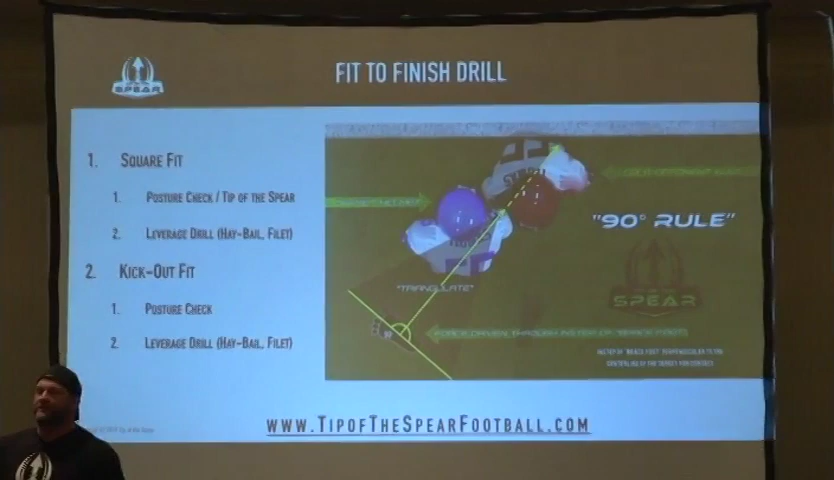 FIT TO FINISH DRILL
SPEAR
1. SQUARE FIT
1. POSTURE CHECK / TIP OF THE SPEAR
2. LEVERAGE DRILL (HAY-BAIL, FILET)
2. KICK-OUT FIT
1. POSTURE CHECK
2. LEVERAGE DRILL (HAY-BAIL, FILET)
"90° RULE"
"TRIANGULATE"
SPEAR
WWW.TIPOFTHESPEARFOOTBALL.COM